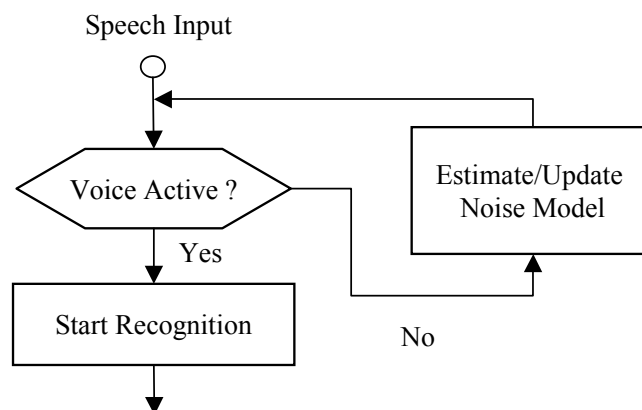 Speech Input
Voice Active ?
Estimate/Update
Noise Model
Yes
Start Recognition
No